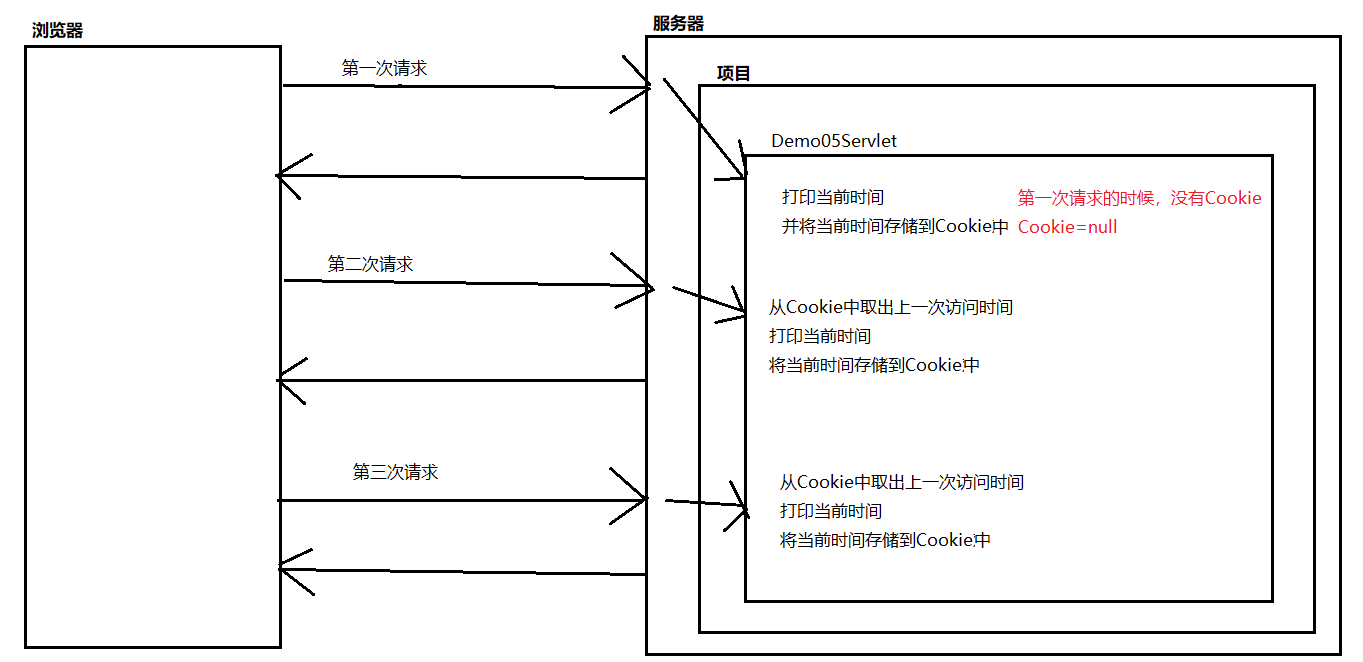 浏览器
服务器
第一次请求
项目
Demo05Servlet
打印当前时间
第一次请求的时候，没有Cookie
并将当前时间存储到Cookie中
Cookie=null
第二次请求
从Cookie中取出上一次访问时间
打印当前时间
将当前时间存储到Cookie中
第三次请求
从Cookie中取出上一次访问时间
打印当前时间
将当前时间存储到Cookie中